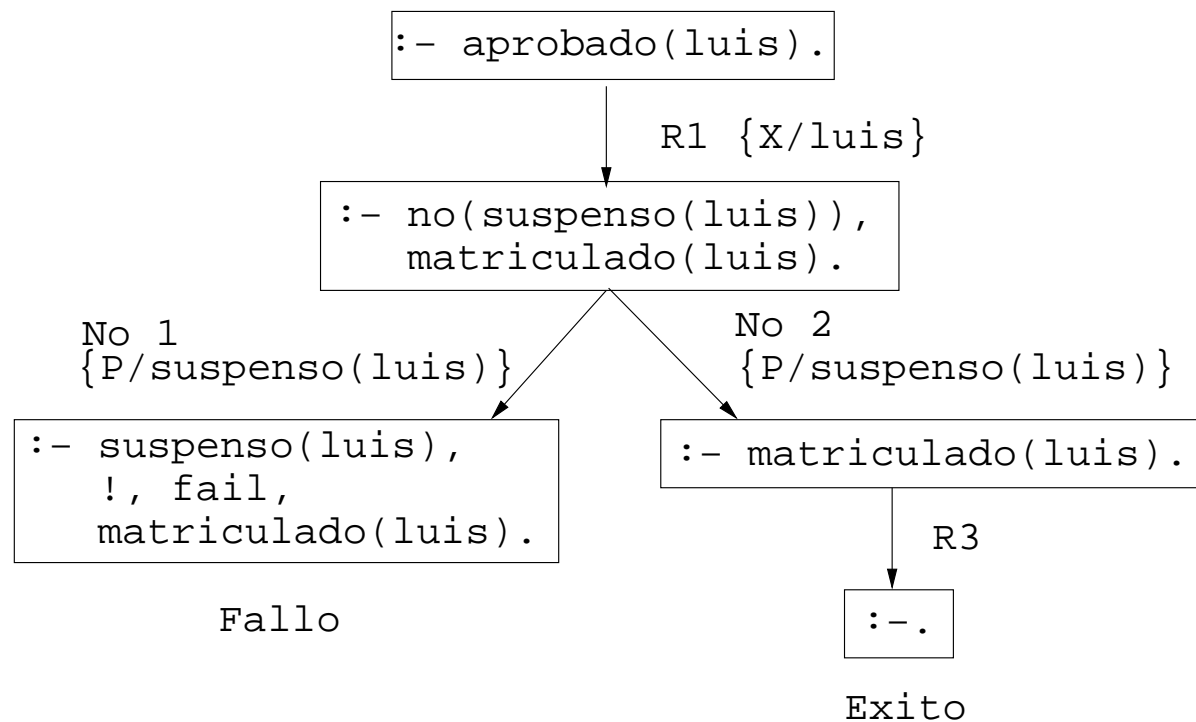 :- aprobado(luis).
R1 {X/luis}
:- no(suspenso(luis)),
matriculado(luis).
No 1
{P/suspenso(luis)}
No 2
{P/suspenso(luis)}
:- suspenso(luis),
!, fail,
matriculado(luis).
Fallo
:- matriculado(luis).
R3
:-.
Exito